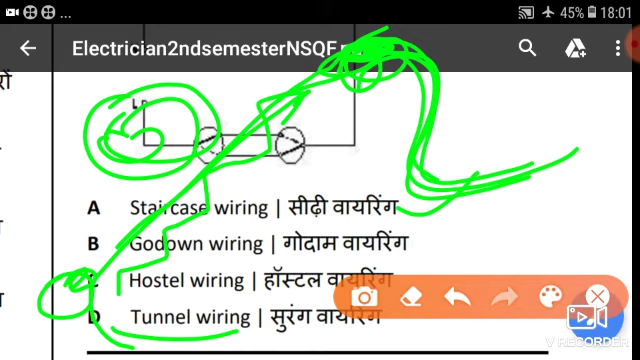 45% 18:01
Electrician2ndsemesterNSQF
रों
L
A Staircase wiring | सीढ़ी वायरिंग
B Godown wiring | गोदाम वायरिंग
C Hostel wiring | हॉस्टल वायरिंग
D Tunnel wiring | सुरंग वायरिंग
V RECORDER